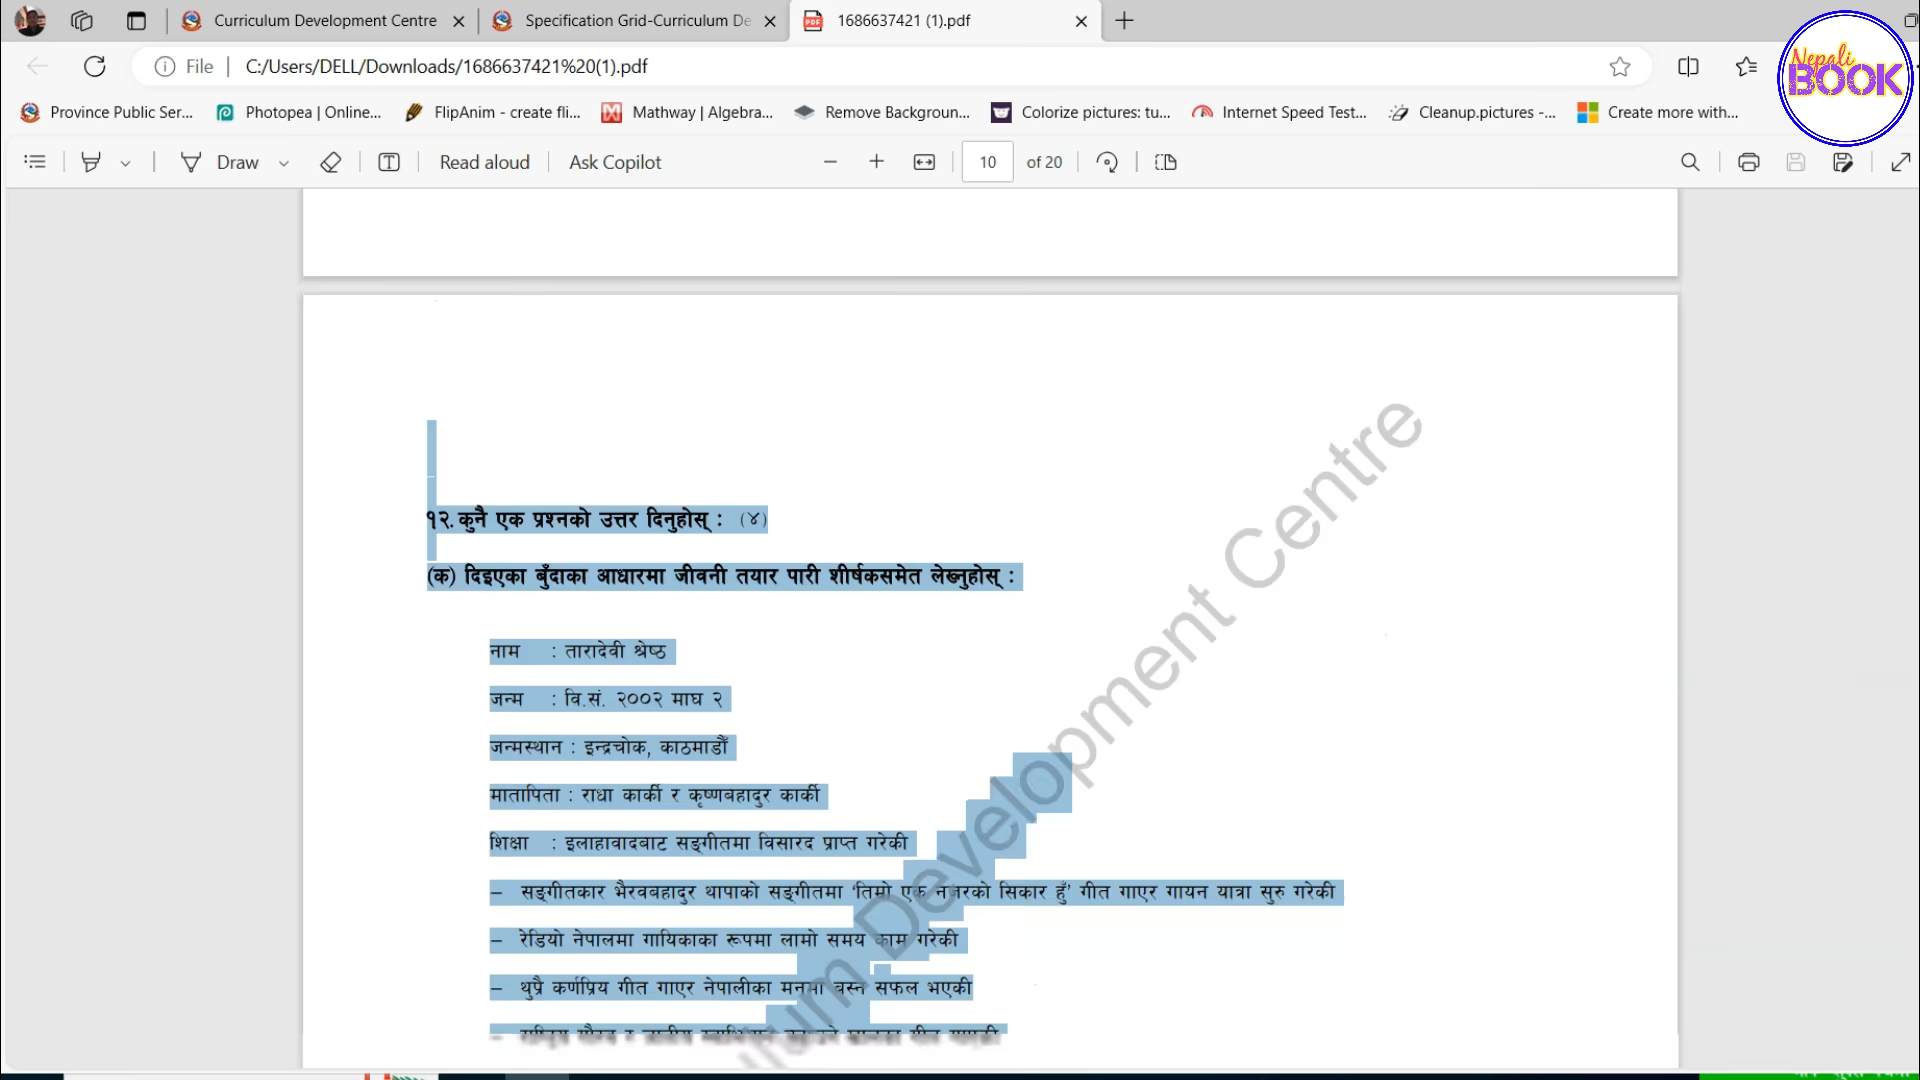 Curriculum Development Centre
Specification Grid-Curriculum De
1686637421 (1).pdf
File
C:/Users/DELL/Downloads/1686637421%20(1).pdf
Nepali
BOOK
Province Public Ser...
Photopea | Online...
FlipAnim - create fli...
Mathway | Algebra...
Remove Backgroun...
Colorize pictures: tu...
Internet Speed Test...
Cleanup.pictures -...
Create more with...
Draw
Read aloud
Ask Copilot
10
of 20
१२. कुनै एक प्रश्नको उत्तर दिनुहोस् : (४)
(क) दिइएका बुँदाका आधारमा जीवनी तयार पारी शीर्षकसमेत लेख्नुहोस् :
नाम : तारादेवी श्रेष्ठ
जन्म : वि.सं. २००२ माघ २
जन्मस्थान : इन्द्रचोक, काठमाडौँ
मातापिता : राधा कार्की र कृष्णबहादुर कार्की
शिक्षा : इलाहावादबाट सङ्गीतमा विसारद प्राप्त गरेकी
– सङ्गीतकार भैरवबहादुर थापाको सङ्गीतमा ‘तिमो एक नजरको सिकार हुँ’ गीत गाएर गायन यात्रा सुरु गरेकी
– रेडियो नेपालमा गायिकाका रूपमा लामो समय काम गरेकी
– थुप्रै कर्णप्रिय गीत गाएर नेपालीका मनमा बस्न सफल भएकी
Development Centre